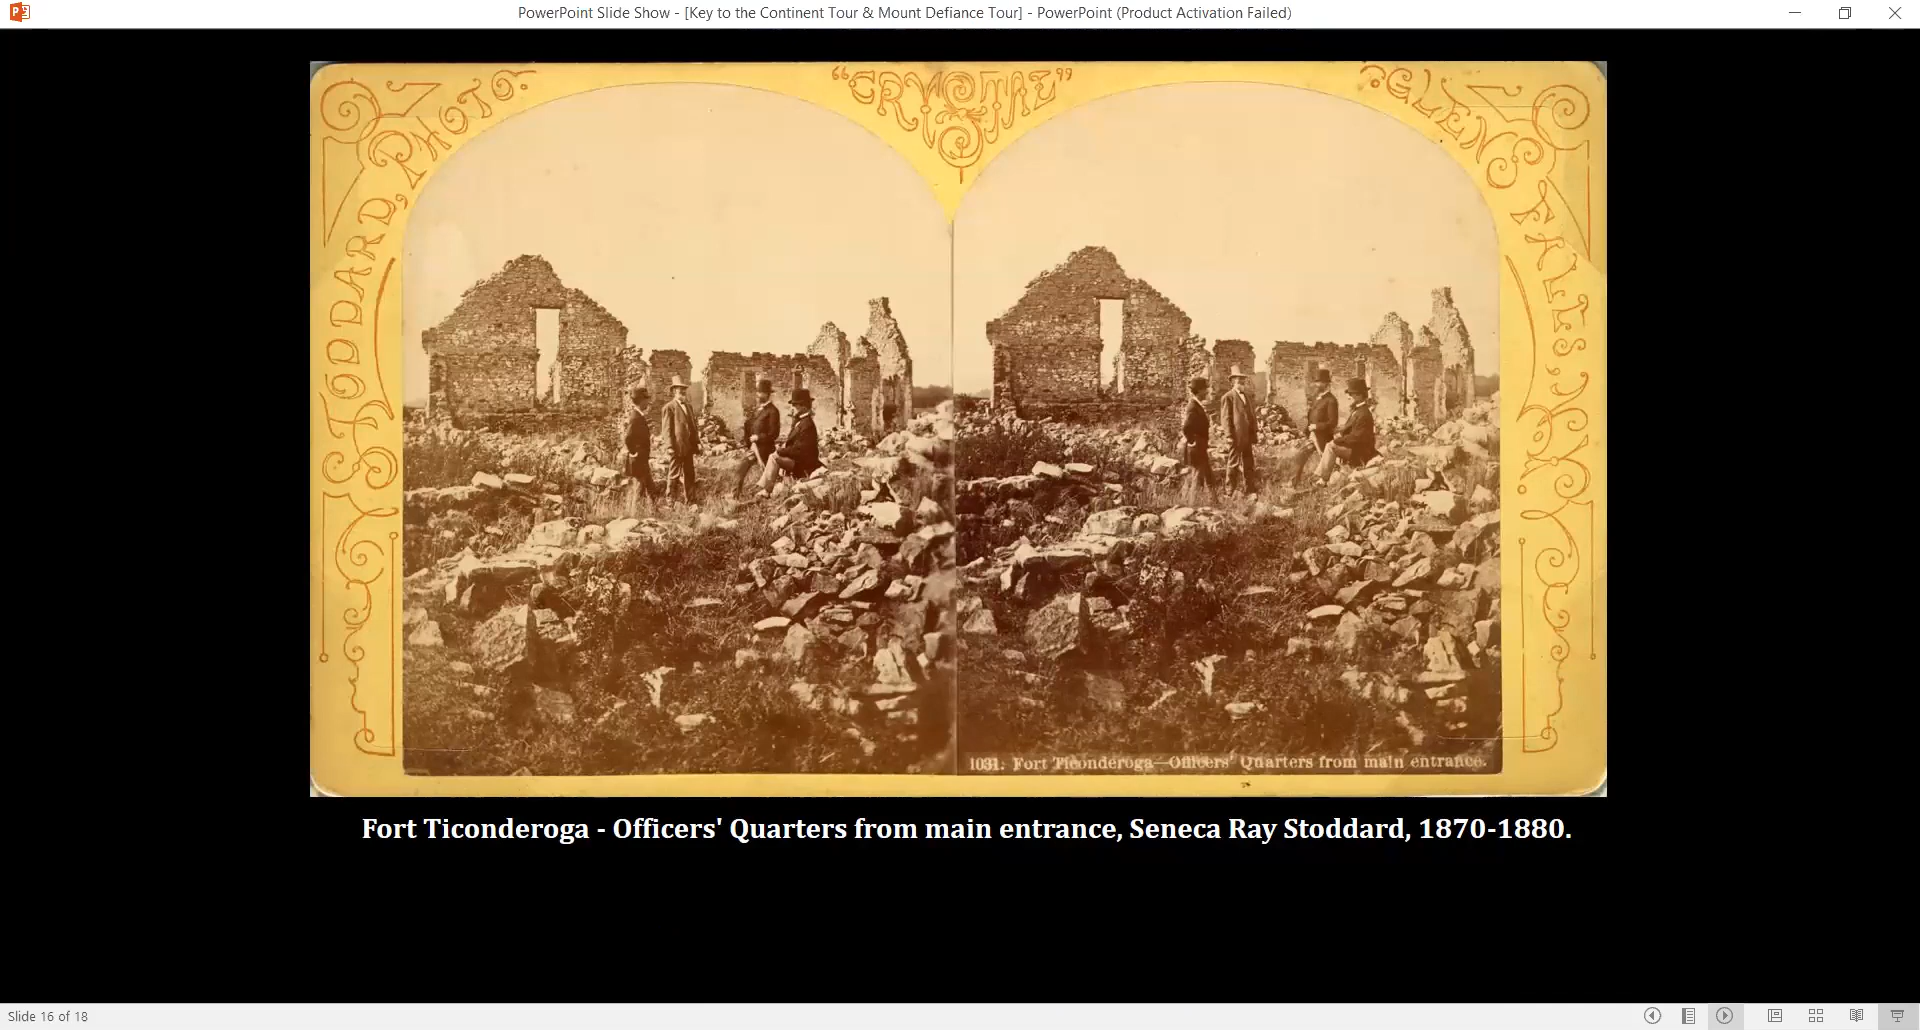 PowerPoint Slide Show - [Key to the Continent Tour & Mount Defiance Tour] - PowerPoint (Product Activation Failed)
STODDARD, PHOTO.
"CRYSTAL"
GLENS FALLS, N.Y.
1031. Fort Ticonderoga—Officers' Quarters from main entrance.
Fort Ticonderoga - Officers' Quarters from main entrance, Seneca Ray Stoddard, 1870-1880.
Slide 16 of 18